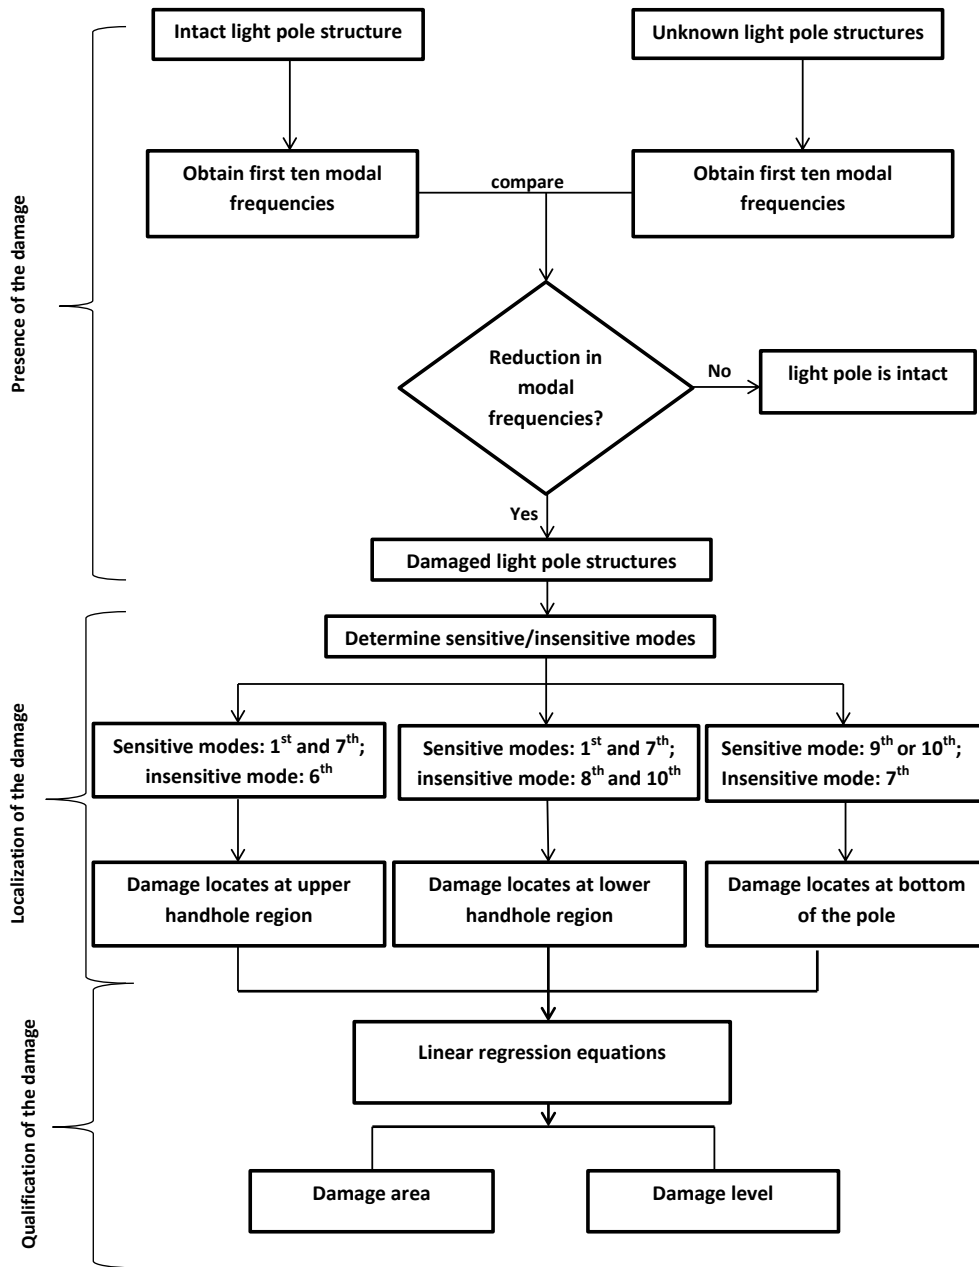 Intact light pole structure
Unknown light pole structures
Obtain first ten modal
frequencies
compare
Obtain first ten modal
frequencies
Presence of the damage
Reduction in
modal
frequencies?
No
light pole is intact
Yes
Damaged light pole structures
Determine sensitive/insensitive modes
Localization of the damage
Sensitive modes: 1st and 7th;
insensitive mode: 6th
Sensitive modes: 1st and 7th;
insensitive mode: 8th and 10th
Sensitive mode: 9th or 10th;
Insensitive mode: 7th
Damage locates at upper
handhole region
Damage locates at lower
handhole region
Damage locates at bottom
of the pole
Qualification of the damage
Linear regression equations
Damage area
Damage level